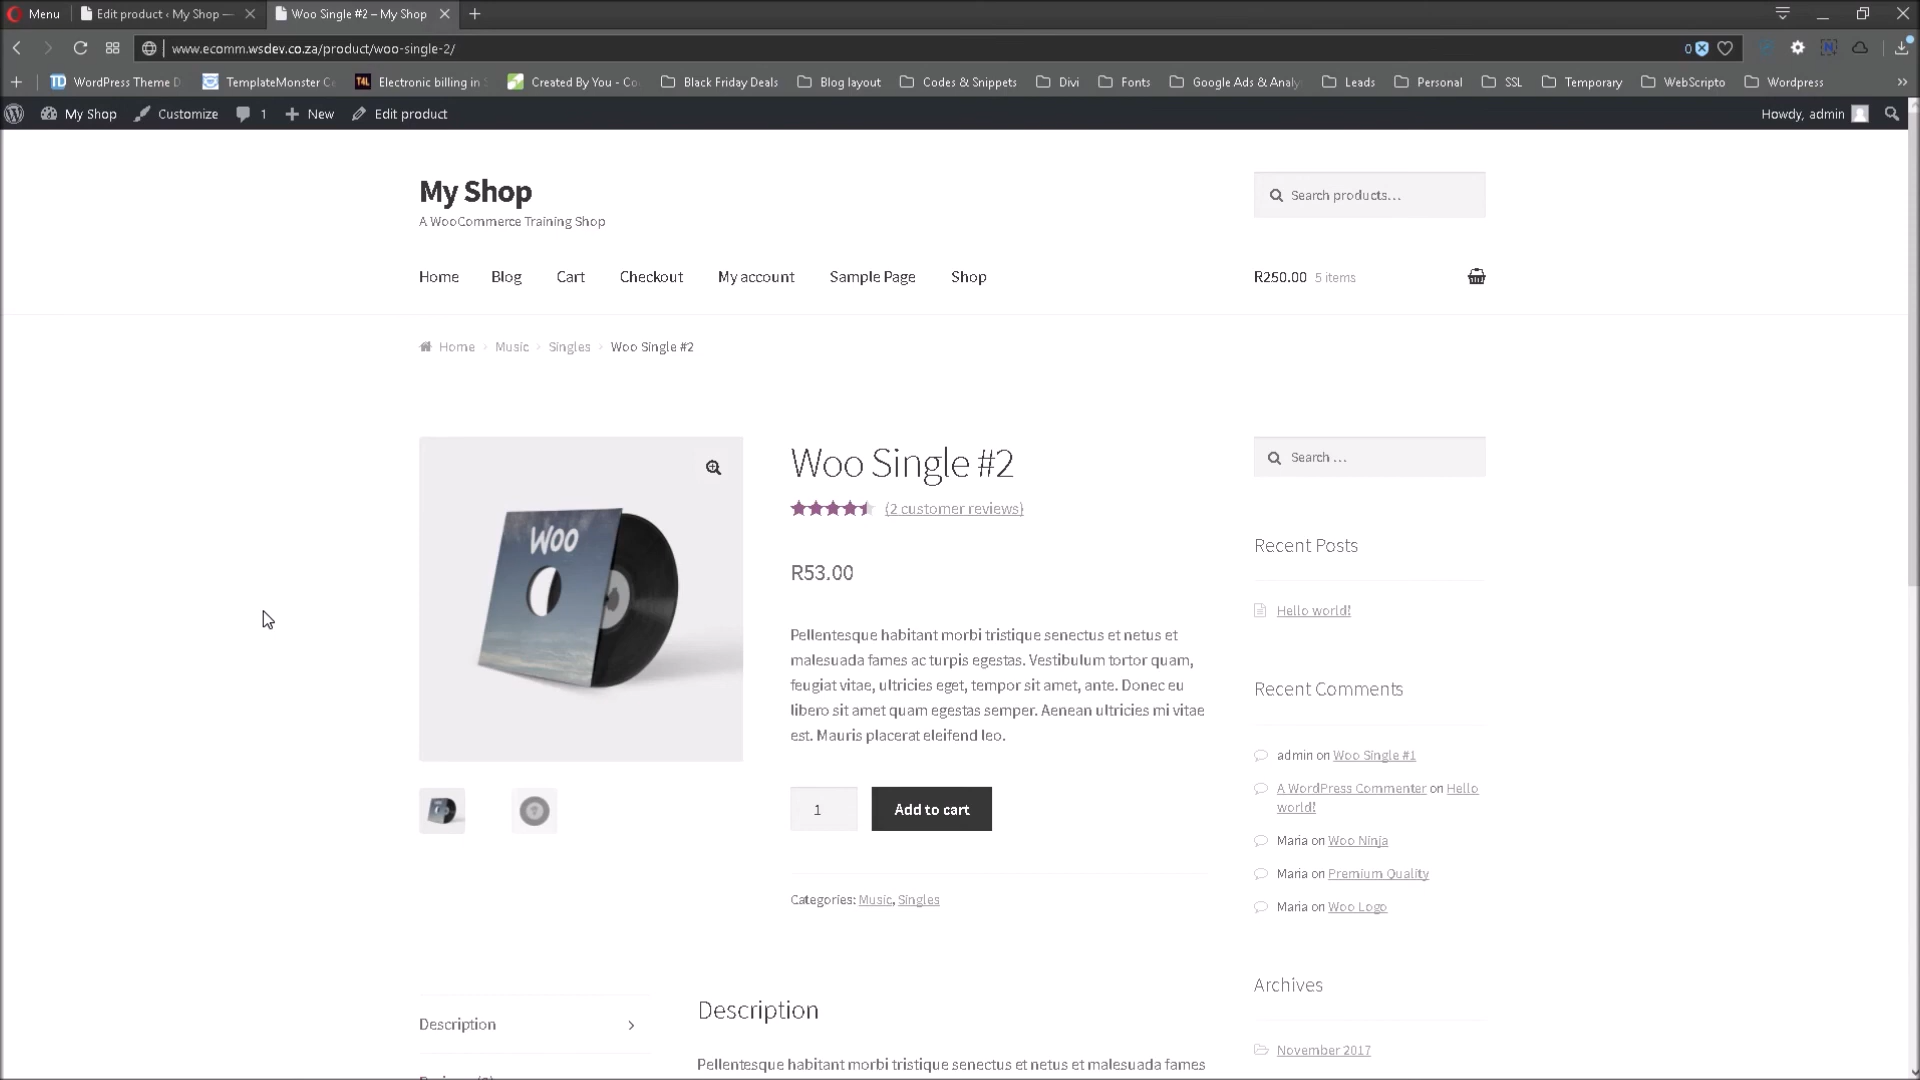 Menu
Edit product ‹ My Shop —
Woo Single #2 – My Shop
www.ecomm.wsdev.co.za/product/woo-single-2/
0
WordPress Theme D
TemplateMonster Co
T4L
Electronic billing in S
Created By You - Co
Black Friday Deals
Blog layout
Codes & Snippets
Divi
Fonts
Google Ads & Analy
Leads
Personal
SSL
Temporary
WebScripto
Wordpress
My Shop
Customize
1
New
Edit product
Howdy, admin
My Shop
A WooCommerce Training Shop
Search products…
Home
Blog
Cart
Checkout
My account
Sample Page
Shop
R250.00 5 items
Home
Music
Singles
Woo Single #2
WOO
Woo Single #2
(2 customer reviews)
R53.00
Pellentesque habitant morbi tristique senectus et netus et
malesuada fames ac turpis egestas. Vestibulum tortor quam,
feugiat vitae, ultricies eget, tempor sit amet, ante. Donec eu
libero sit amet quam egestas semper. Aenean ultricies mi vitae
est. Mauris placerat eleifend leo.
1
Add to cart
Categories: Music, Singles
Search …
Recent Posts
Hello world!
Recent Comments
admin on Woo Single #1
A WordPress Commenter on Hello
world!
Maria on Woo Ninja
Maria on Premium Quality
Maria on Woo Logo
Archives
November 2017
Description
Description
Pellentesque habitant morbi tristique senectus et netus et malesuada fames